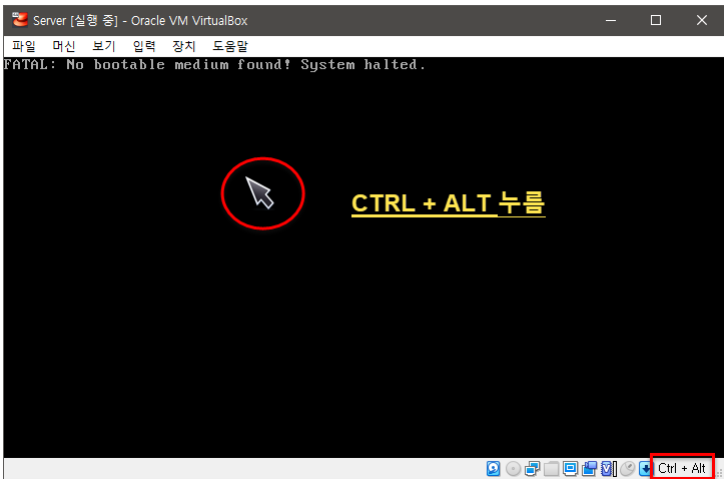 Server [실행 중] - Oracle VM VirtualBox
파일 머신 보기 입력 장치 도움말
FATAL: No bootable medium found! System halted.
CTRL + ALT 누름
Ctrl + Alt